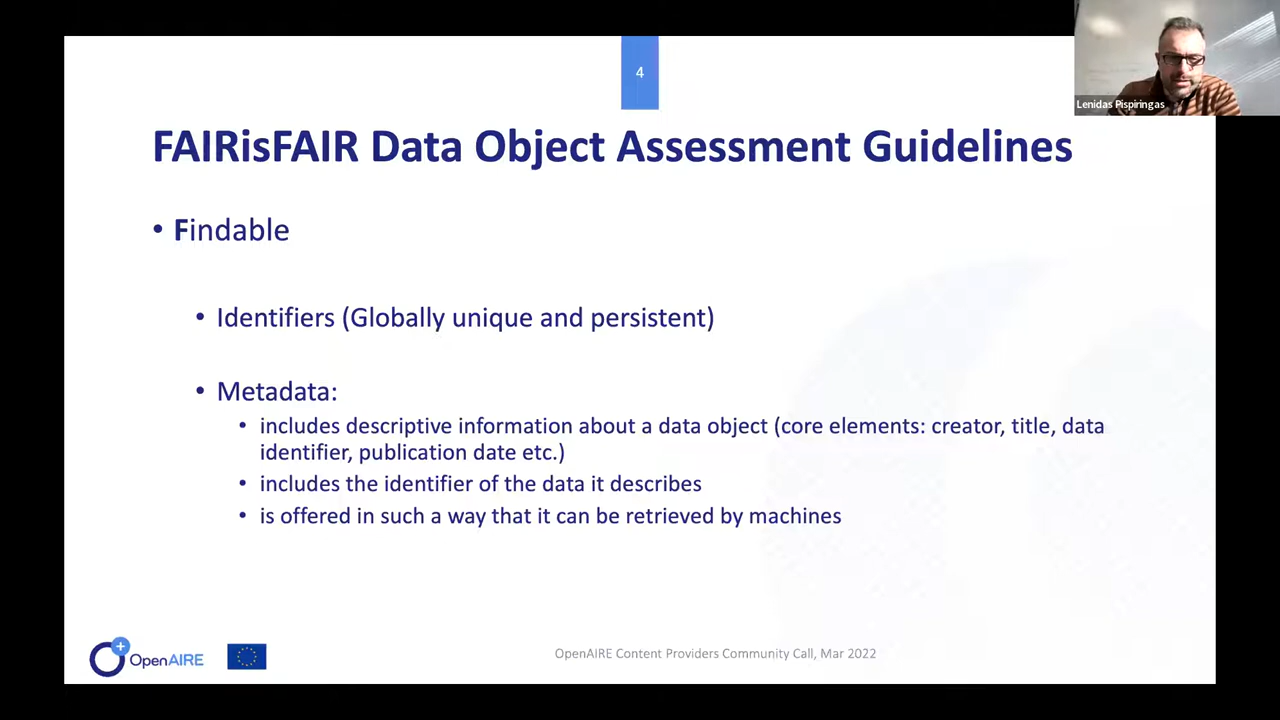 4
Lenidas Pispiringas
FAIRisFAIR Data Object Assessment Guidelines
• Findable
• Identifiers (Globally unique and persistent)
• Metadata:
• includes descriptive information about a data object (core elements: creator, title, data
identifier, publication date etc.)
• includes the identifier of the data it describes
• is offered in such a way that it can be retrieved by machines
OpenAIRE
OpenAIRE Content Providers Community Call, Mar 2022